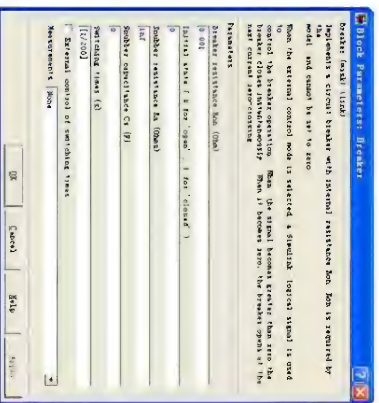 Block Parameters: Breaker
Breaker (mask) (link)
Implements a circuit breaker with internal resistance Ron. Ron is required by
the
model and cannot be set to zero
When the external control mode is selected, a Simulink logical signal is used
to
control the breaker operation. When the signal becomes greater than zero the
breaker closes instantaneously. When it becomes zero, the breaker opens at the
next current zero-crossing
Parameters
Breaker resistance Ron (Ohm)
0.001
Initial state ( 0 for 'open', 1 for 'closed' )
0
Snubber resistance Rs (Ohms)
inf
Snubber capacitance Cs (F)
0
Switching times (s)
[1/200]
External control of switching times
Measurements None
OK
Cancel
Help
Apply